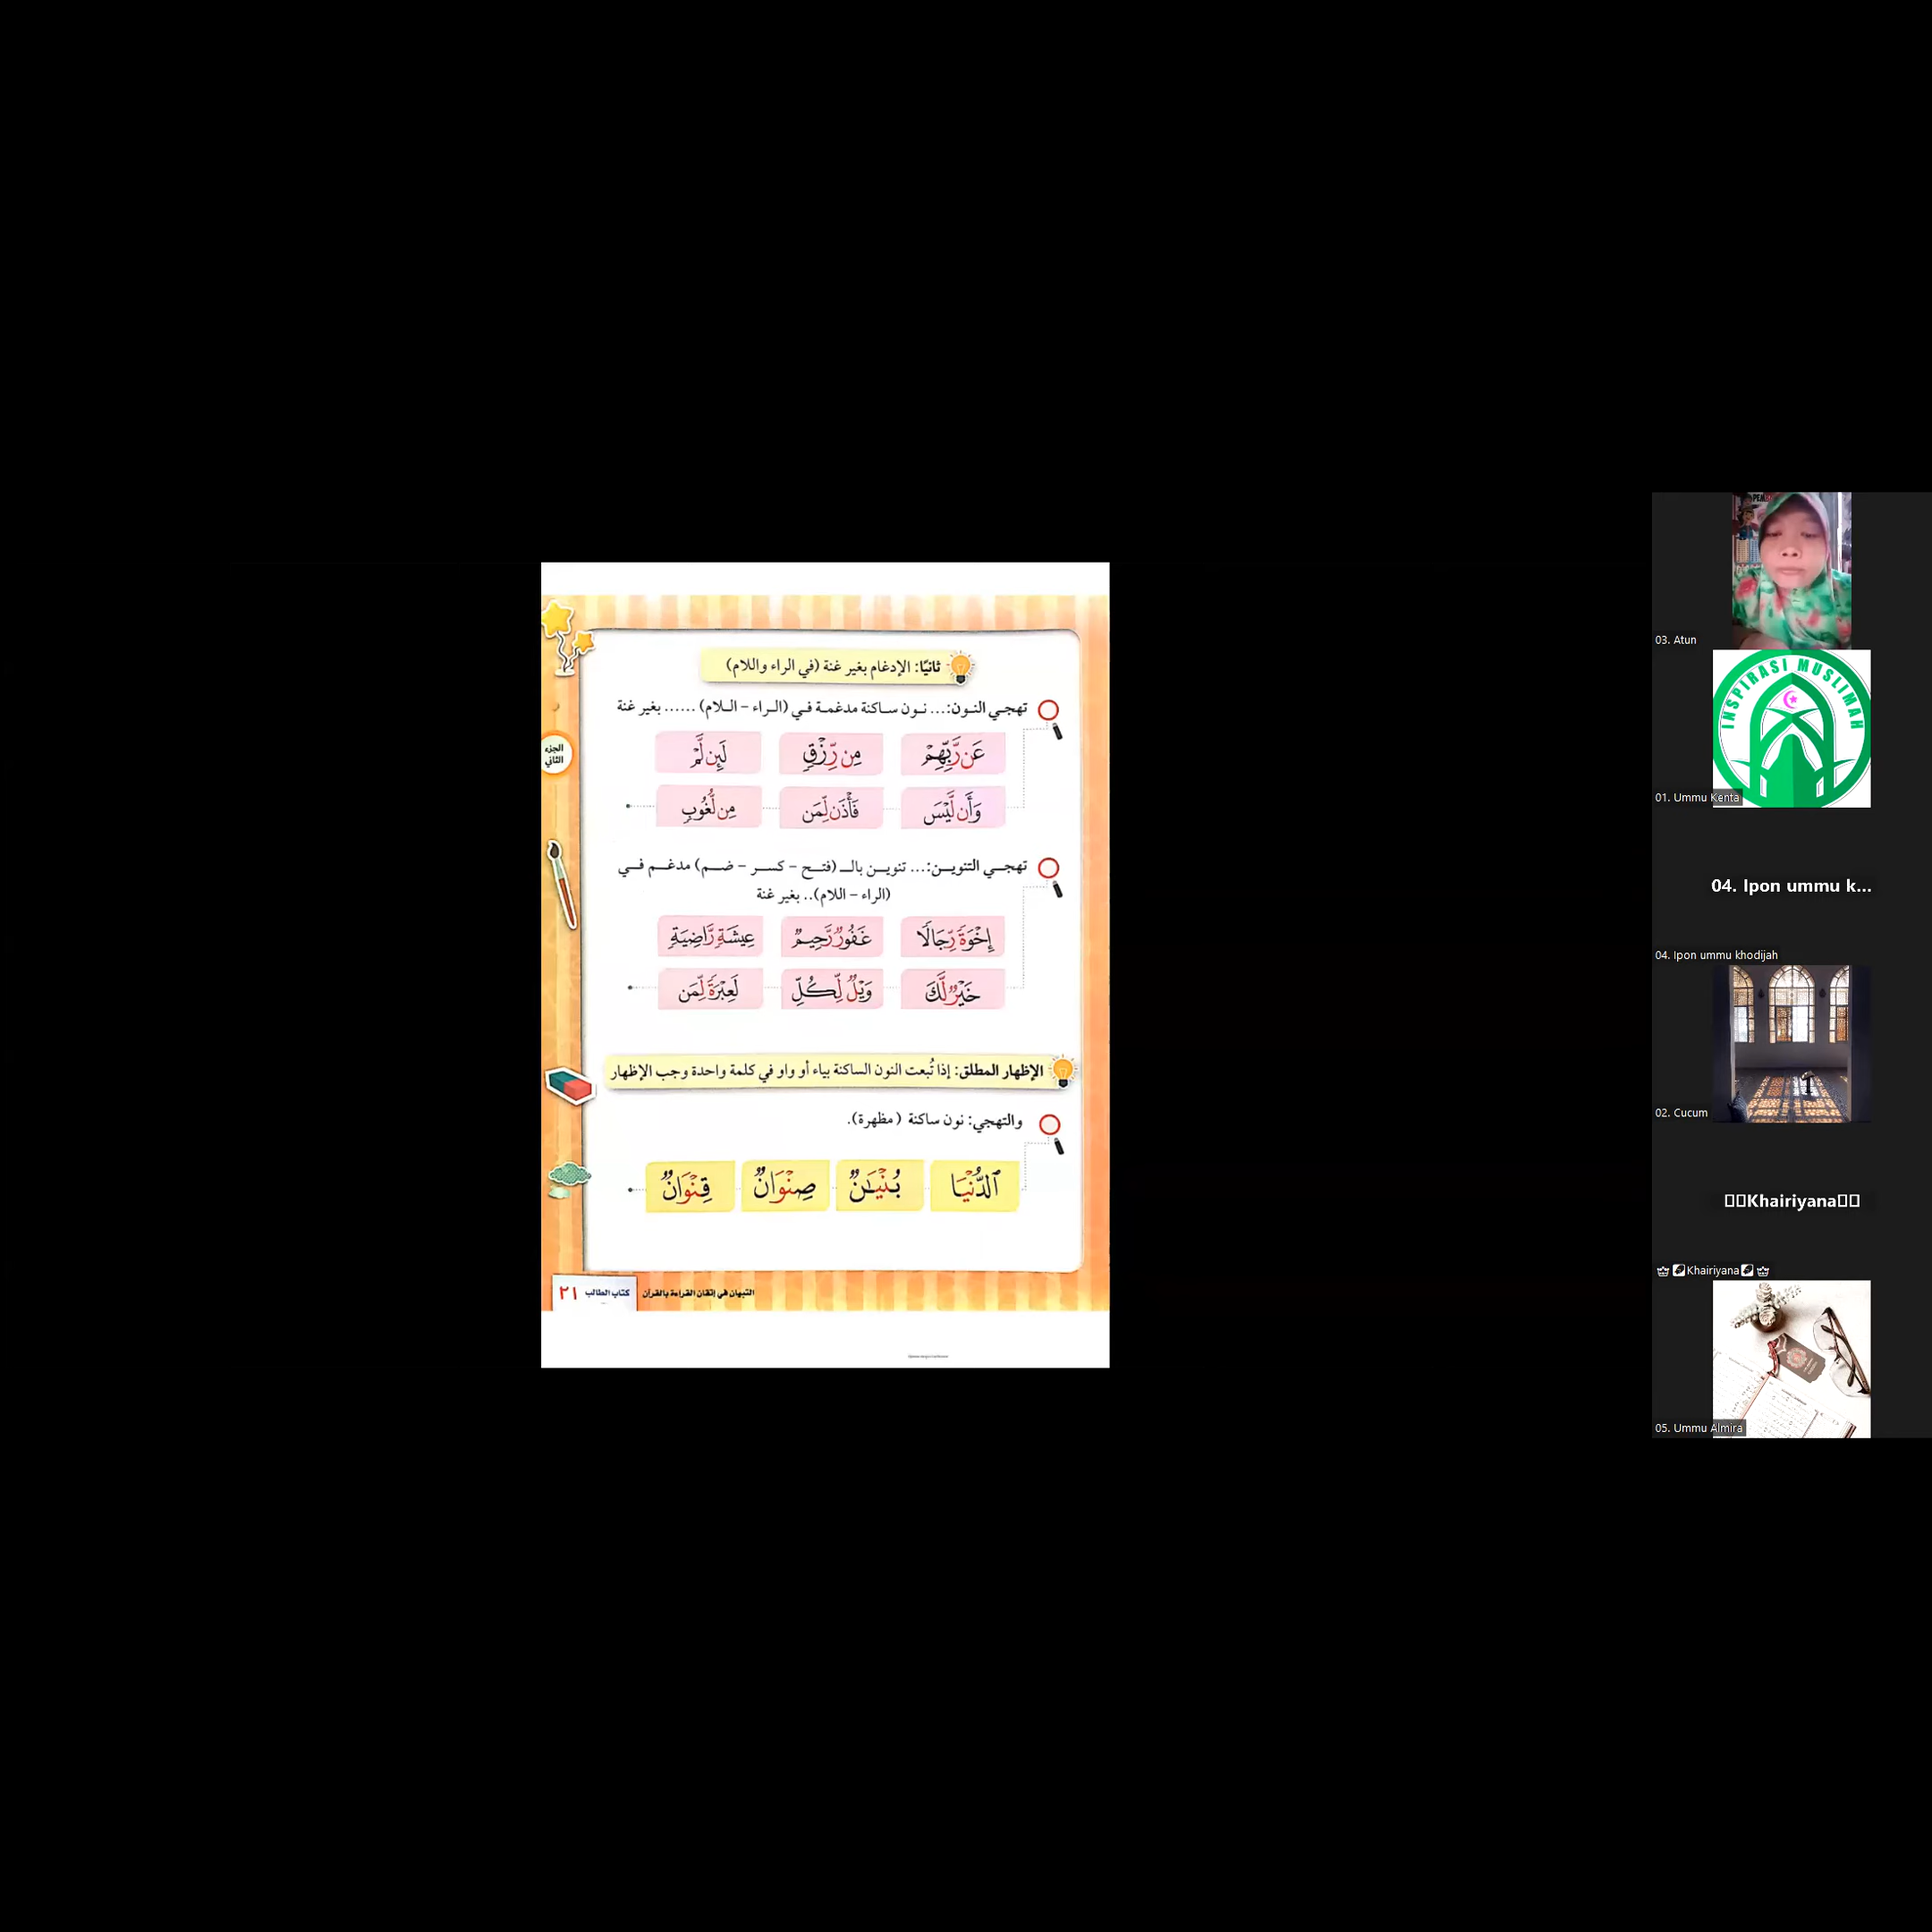 ثانيًا: الإدغام بغير غنة (في الراء واللام)
تهجي النون:... نون ساكنة مدغمة في (الراء - اللام) ...... بغير غنة
عَن رَّبِّهِمْ مِن رِّزْقٍ لَئِن لَّمْ
وَأَن لَّيْسَ فَأْذَن لِّمَن مِن لُّغُوبٍ
تهجي التنوين:... تنوين بالـ (فتح - كسر - ضم) مدغم في
(الراء - اللام).. بغير غنة
إِخْوَةً رِّجَالًا غَفُورٌ رَّحِيمٌ عِيشَةٍ رَّاضِيَةٍ
خَيْرٌ لَّكَ وَيْلٌ لِّكُلِّ لَعِبْرَةً لِّمَن
الإظهار المطلق: إذا تُبعت النون الساكنة بياء أو واو في كلمة واحدة وجب الإظهار
والتهجي: نون ساكنة (مظهرة).
ٱلدُّنْيَا بُنْيَـٰنٌ صِنْوَانٌ قِنْوَانٌ
الجزء
الثاني
التبيان في إتقان القراءة بالقرآن
كتاب الطالب ٢١
03. Atun
INSPIRASI MUSLIMAH
01. Ummu Kenta
04. Ipon ummu k...
04. Ipon ummu khodijah
02. Cucum
Khairiyana
Khairiyana
05. Ummu Almira